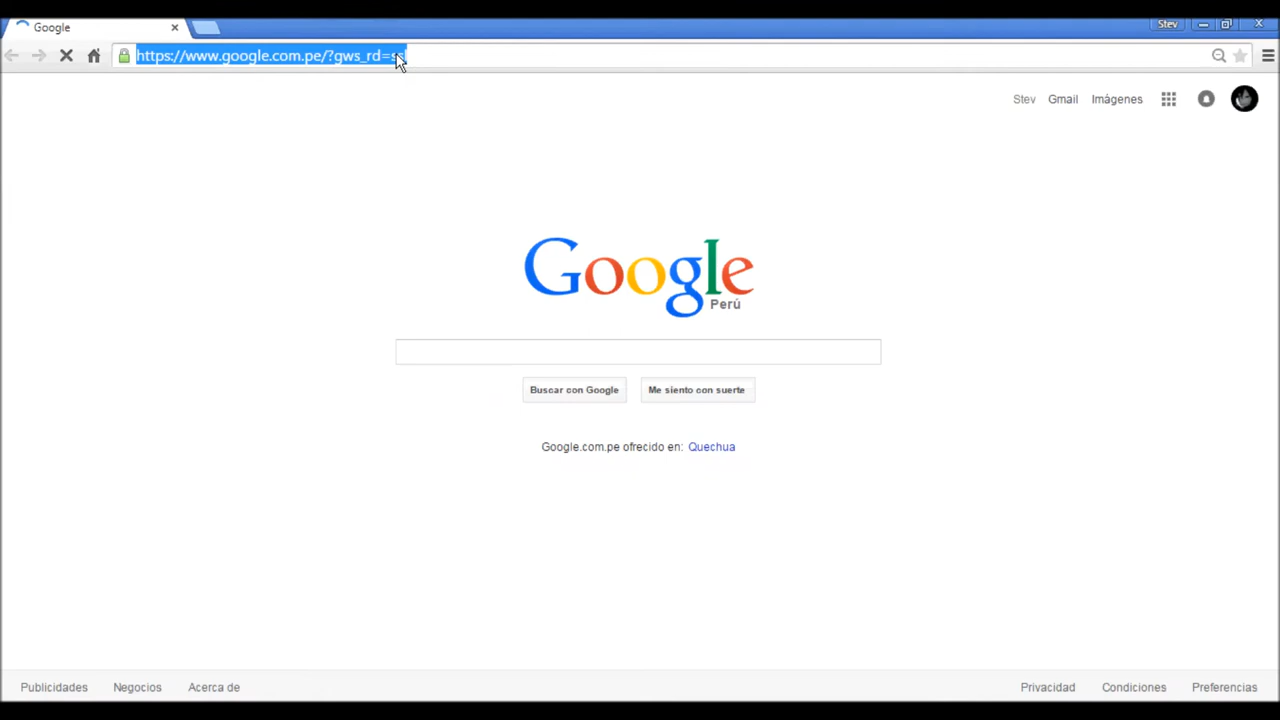 Google
Stev
https://www.google.com.pe/?gws_rd=ssl
Stev Gmail Imágenes
Google
Perú
Buscar con Google Me siento con suerte
Google.com.pe ofrecido en: Quechua
Publicidades Negocios Acerca de Privacidad Condiciones Preferencias